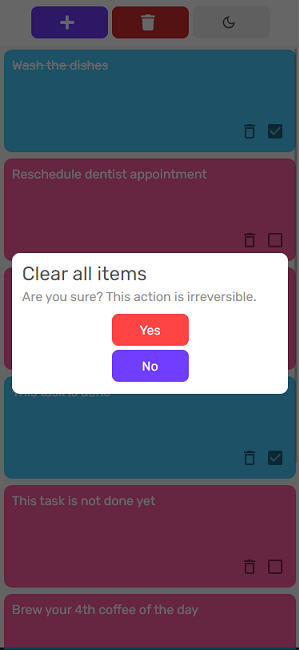 Wash the dishes
Reschedule dentist appointment
Clear all items
Are you sure? This action is irreversible.
Yes
No
This task is done
This task is not done yet
Brew your 4th coffee of the day